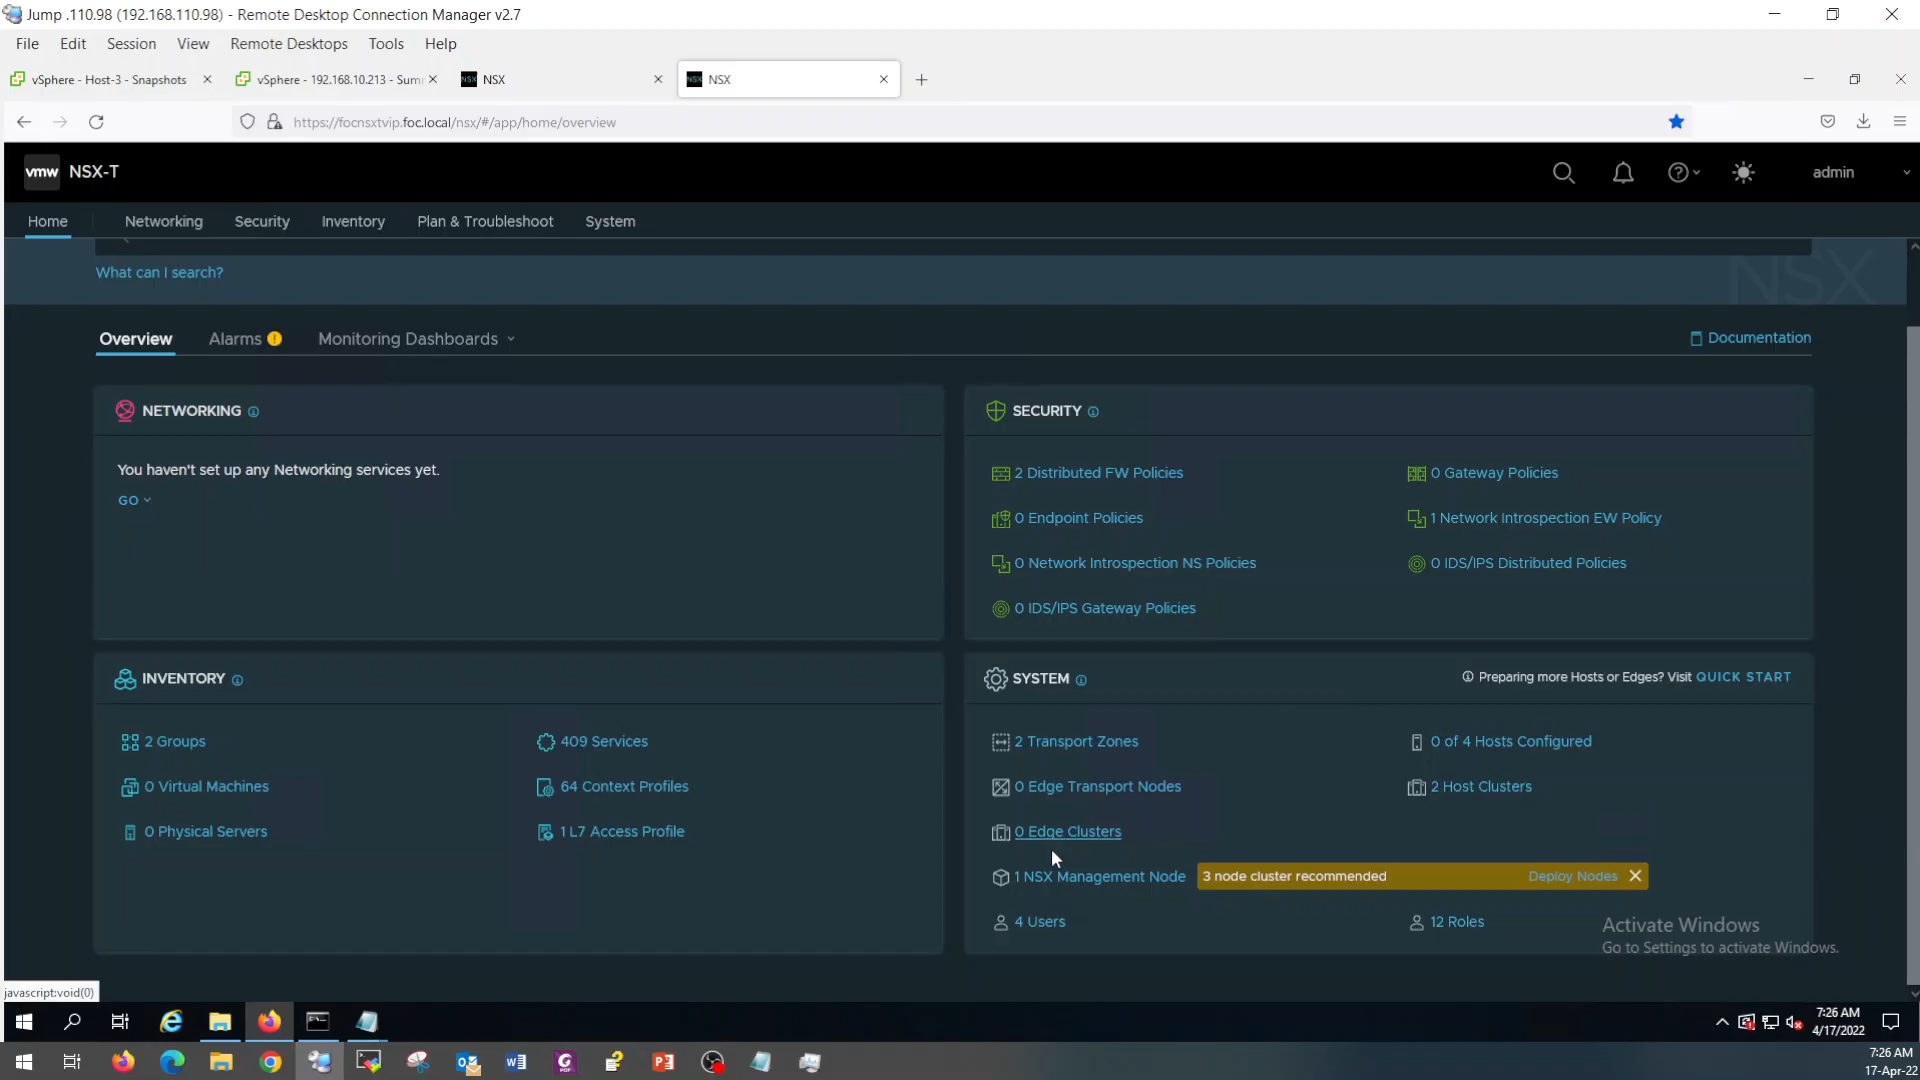 Jump .110.98 (192.168.110.98) - Remote Desktop Connection Manager v2.7
File Edit Session View Remote Desktops Tools Help
vSphere - Host-3 - Snapshots
vSphere - 192.168.10.213 - Sum
NSX
NSX
https://focnsxtvip.foc.local/nsx/#/app/home/overview
vmw NSX-T
admin
Home Networking Security Inventory Plan & Troubleshoot System
What can I search?
NSX
Overview Alarms Monitoring Dashboards
Documentation
NETWORKING
You haven't set up any Networking services yet.
GO
SECURITY
2 Distributed FW Policies
0 Gateway Policies
0 Endpoint Policies
1 Network Introspection EW Policy
0 Network Introspection NS Policies
0 IDS/IPS Distributed Policies
0 IDS/IPS Gateway Policies
INVENTORY
2 Groups
409 Services
0 Virtual Machines
64 Context Profiles
0 Physical Servers
1 L7 Access Profile
SYSTEM
Preparing more Hosts or Edges? Visit QUICK START
2 Transport Zones
0 of 4 Hosts Configured
0 Edge Transport Nodes
2 Host Clusters
0 Edge Clusters
1 NSX Management Node
3 node cluster recommended Deploy Nodes
4 Users
12 Roles
Activate Windows
Go to Settings to activate Windows.
javascript:void(0)
7:26 AM
4/17/2022
7:26 AM
17-Apr-22